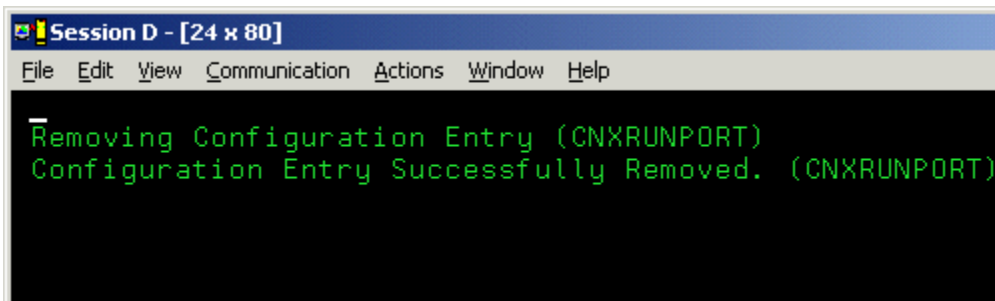 Session D - [24 x 80]
File Edit View Communication Actions Window Help
Removing Configuration Entry (CNXRUNPORT)
Configuration Entry Successfully Removed. (CNXRUNPORT)